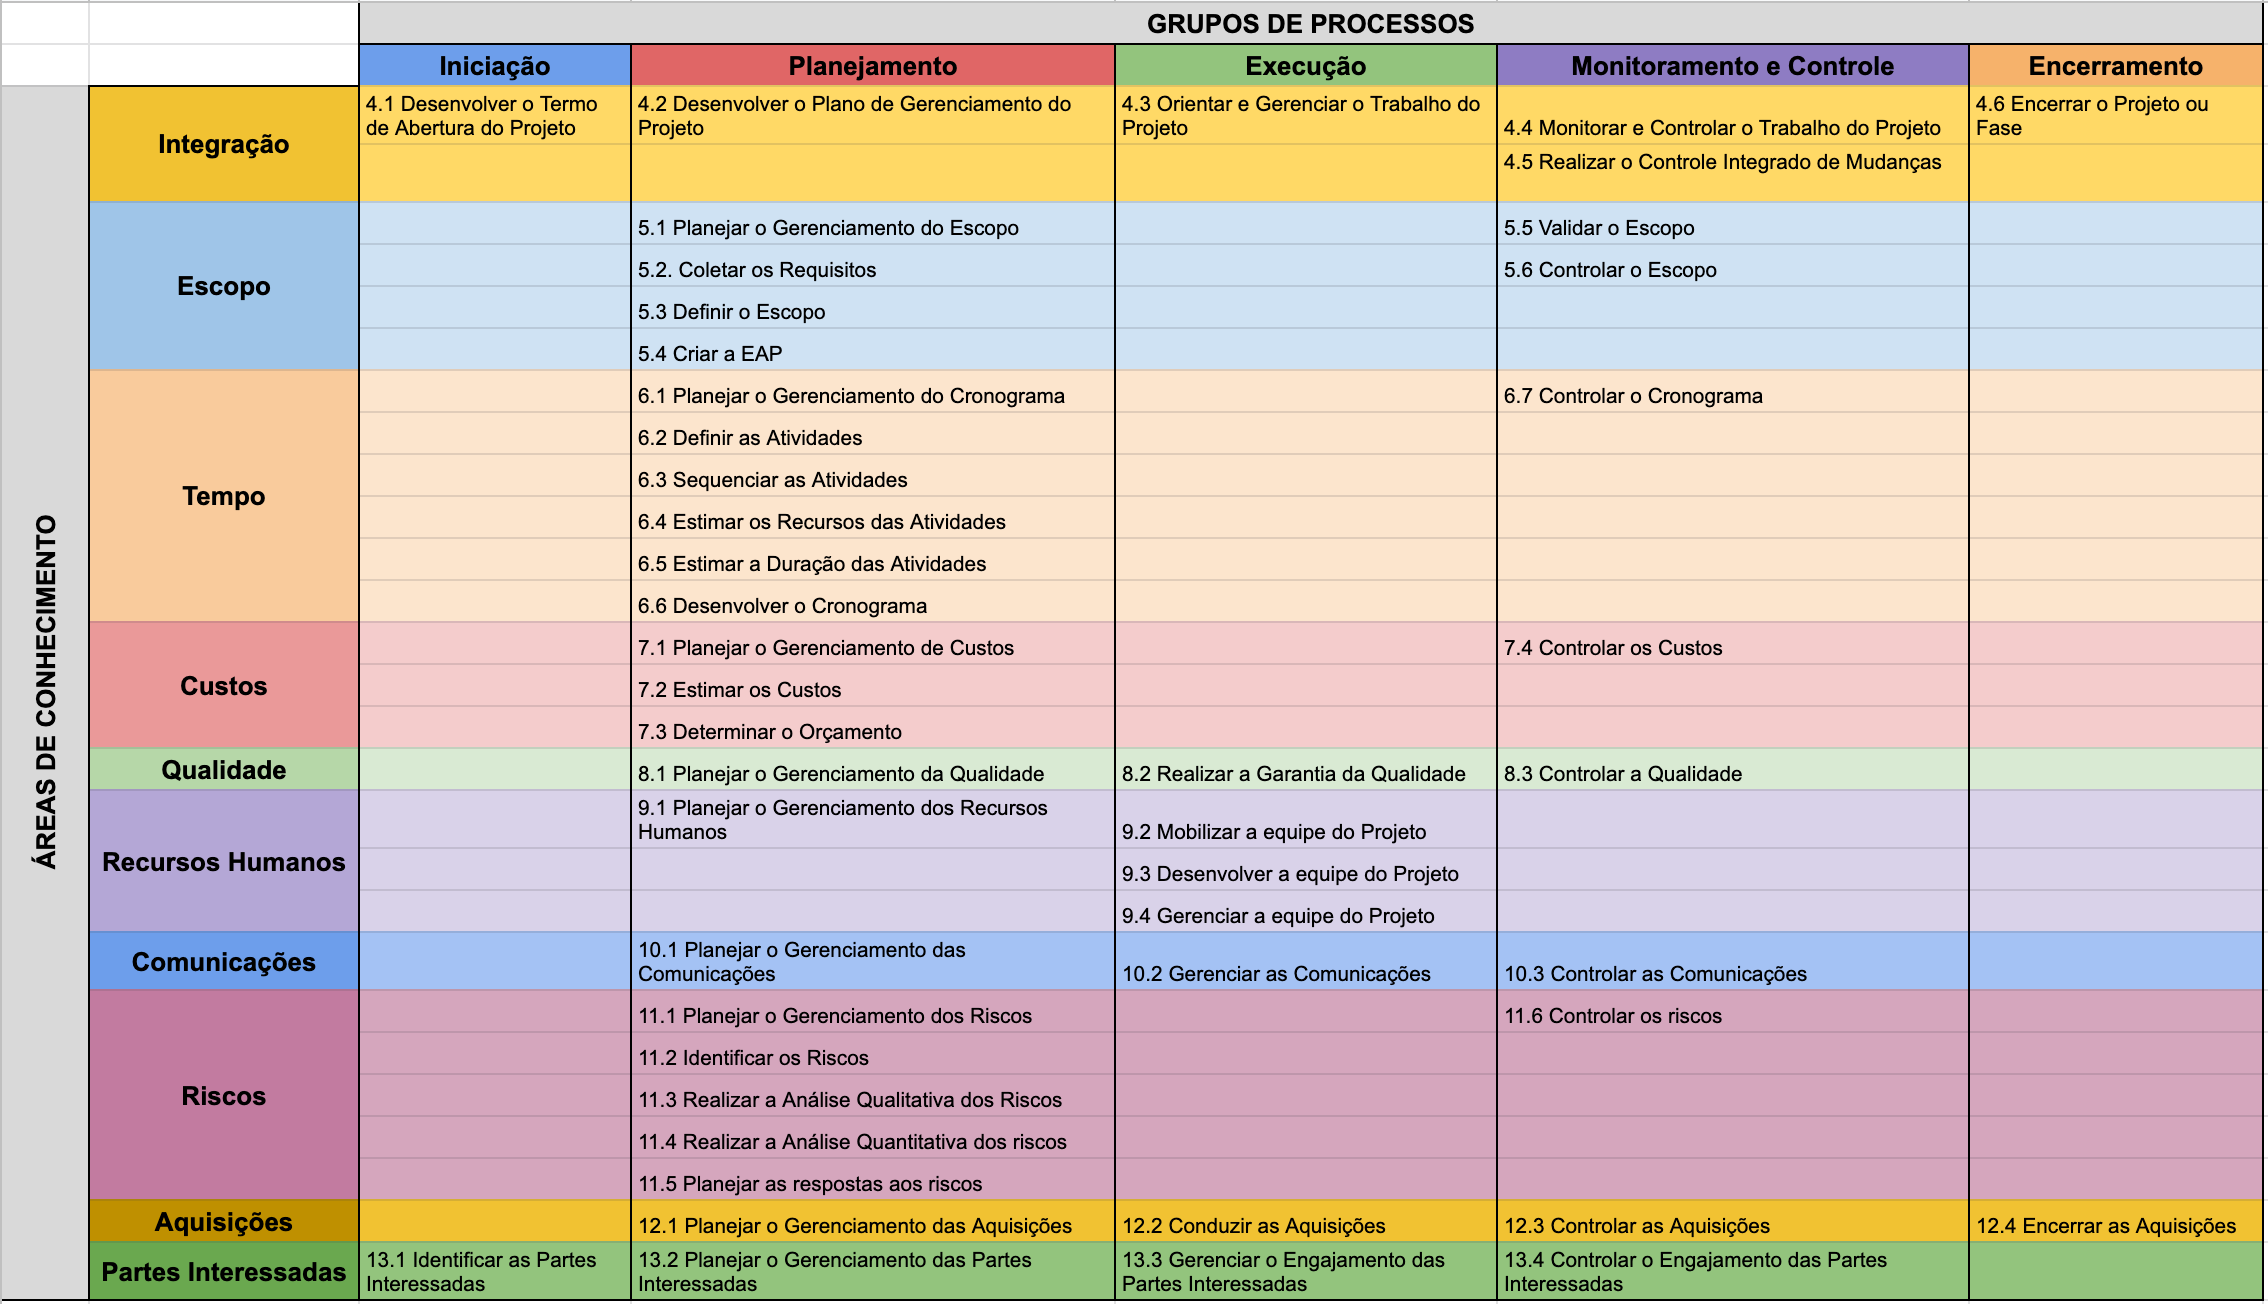 GRUPOS DE PROCESSOS
Iniciação
Planejamento
Execução
Monitoramento e Controle
Encerramento
ÁREAS DE CONHECIMENTO
Integração
4.1 Desenvolver o Termo
de Abertura do Projeto
4.2 Desenvolver o Plano de Gerenciamento do
Projeto
4.3 Orientar e Gerenciar o Trabalho do
Projeto
4.4 Monitorar e Controlar o Trabalho do Projeto
4.6 Encerrar o Projeto ou
Fase
4.5 Realizar o Controle Integrado de Mudanças
Escopo
5.1 Planejar o Gerenciamento do Escopo
5.5 Validar o Escopo
5.2. Coletar os Requisitos
5.6 Controlar o Escopo
5.3 Definir o Escopo
5.4 Criar a EAP
Tempo
6.1 Planejar o Gerenciamento do Cronograma
6.7 Controlar o Cronograma
6.2 Definir as Atividades
6.3 Sequenciar as Atividades
6.4 Estimar os Recursos das Atividades
6.5 Estimar a Duração das Atividades
6.6 Desenvolver o Cronograma
Custos
7.1 Planejar o Gerenciamento de Custos
7.4 Controlar os Custos
7.2 Estimar os Custos
7.3 Determinar o Orçamento
Qualidade
8.1 Planejar o Gerenciamento da Qualidade
8.2 Realizar a Garantia da Qualidade
8.3 Controlar a Qualidade
Recursos Humanos
9.1 Planejar o Gerenciamento dos Recursos
Humanos
9.2 Mobilizar a equipe do Projeto
9.3 Desenvolver a equipe do Projeto
9.4 Gerenciar a equipe do Projeto
Comunicações
10.1 Planejar o Gerenciamento das
Comunicações
10.2 Gerenciar as Comunicações
10.3 Controlar as Comunicações
Riscos
11.1 Planejar o Gerenciamento dos Riscos
11.6 Controlar os riscos
11.2 Identificar os Riscos
11.3 Realizar a Análise Qualitativa dos Riscos
11.4 Realizar a Análise Quantitativa dos riscos
11.5 Planejar as respostas aos riscos
Aquisições
12.1 Planejar o Gerenciamento das Aquisições
12.2 Conduzir as Aquisições
12.3 Controlar as Aquisições
12.4 Encerrar as Aquisições
Partes Interessadas
13.1 Identificar as Partes
Interessadas
13.2 Planejar o Gerenciamento das Partes
Interessadas
13.3 Gerenciar o Engajamento das
Partes Interessadas
13.4 Controlar o Engajamento das Partes
Interessadas